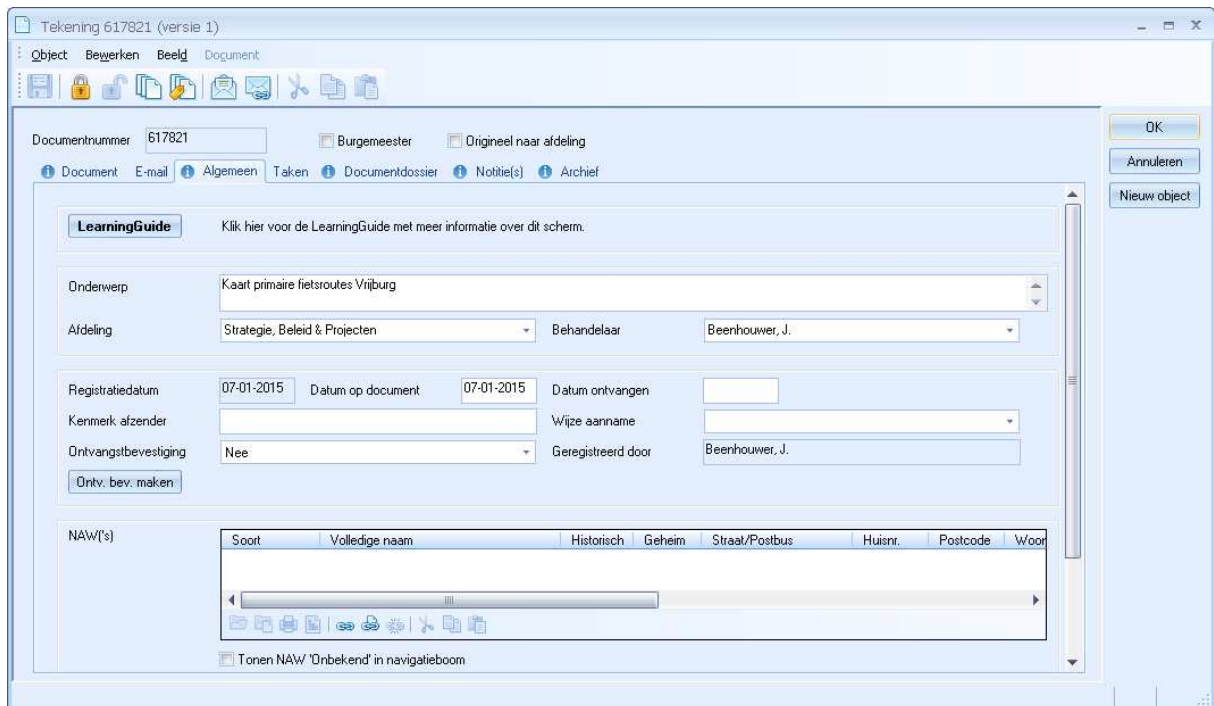 Tekening 617821 (versie 1)
Object Bewerken Beeld Document
Documentnummer 617821 Burgemeester Origineel naar afdeling
Document E-mail Algemeen Taken Documentdossier Notitie(s) Archief
LearningGuide Klik hier voor de LearningGuide met meer informatie over dit scherm.
Onderwerp Kaart primaire fietsroutes Vrijburg
Afdeling Strategie, Beleid & Projecten Behandelaar Beenhouwer, J.
Registratiedatum 07-01-2015 Datum op document 07-01-2015 Datum ontvangen
Kenmerk afzender Wijze aanname
Ontvangstbevestiging Nee Geregistreerd door Beenhouwer, J.
Ontv. bev. maken
NAW('s) Soort Volledige naam Historisch Geheim Straat/Postbus Huisnr. Postcode Woor
Tonen NAW 'Onbekend' in navigatieboom
OK
Annuleren
Nieuw object